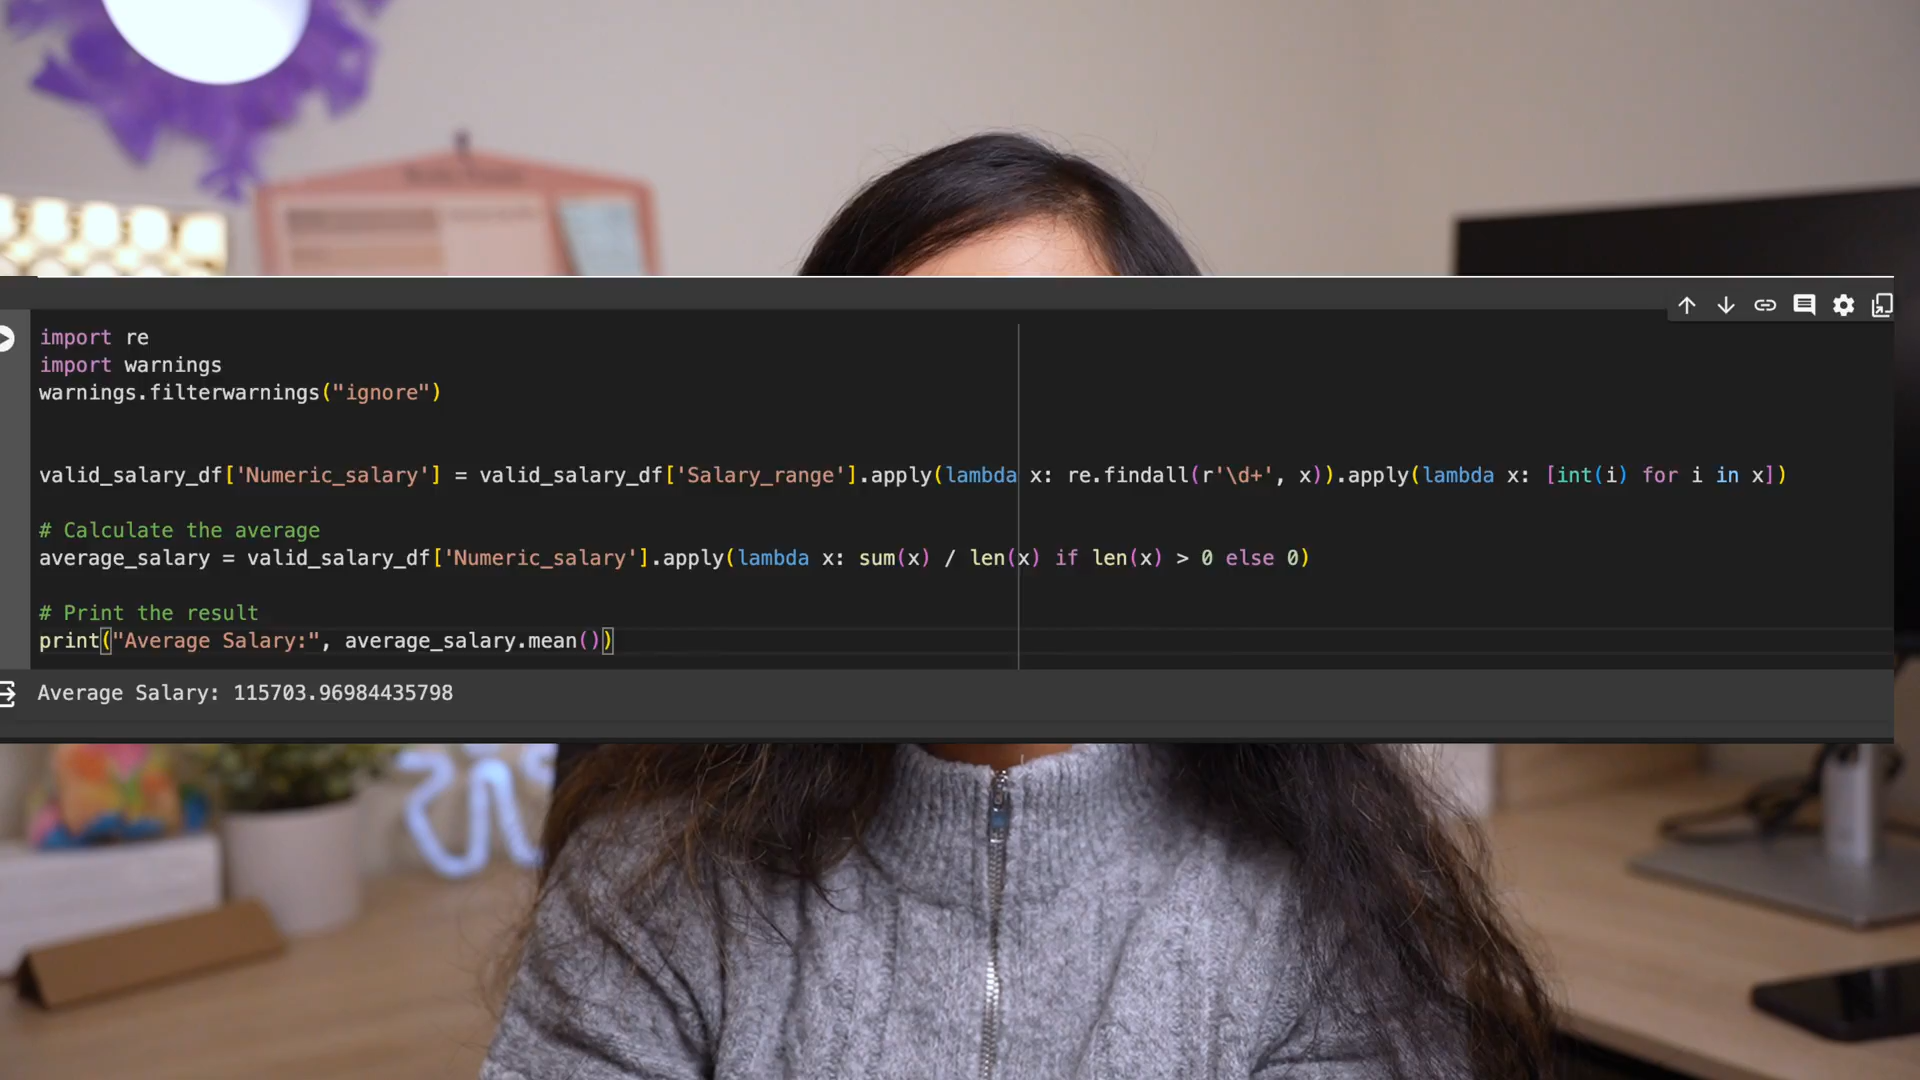 import re
import warnings
warnings.filterwarnings("ignore")
valid_salary_df['Numeric_salary'] = valid_salary_df['Salary_range'].apply(lambda x: re.findall(r'\d+', x)).apply(lambda x: [int(i) for i in x])
# Calculate the average
average_salary = valid_salary_df['Numeric_salary'].apply(lambda x: sum(x) / len(x) if len(x) > 0 else 0)
# Print the result
print("Average Salary:", average_salary.mean())
Average Salary: 115703.96984435798